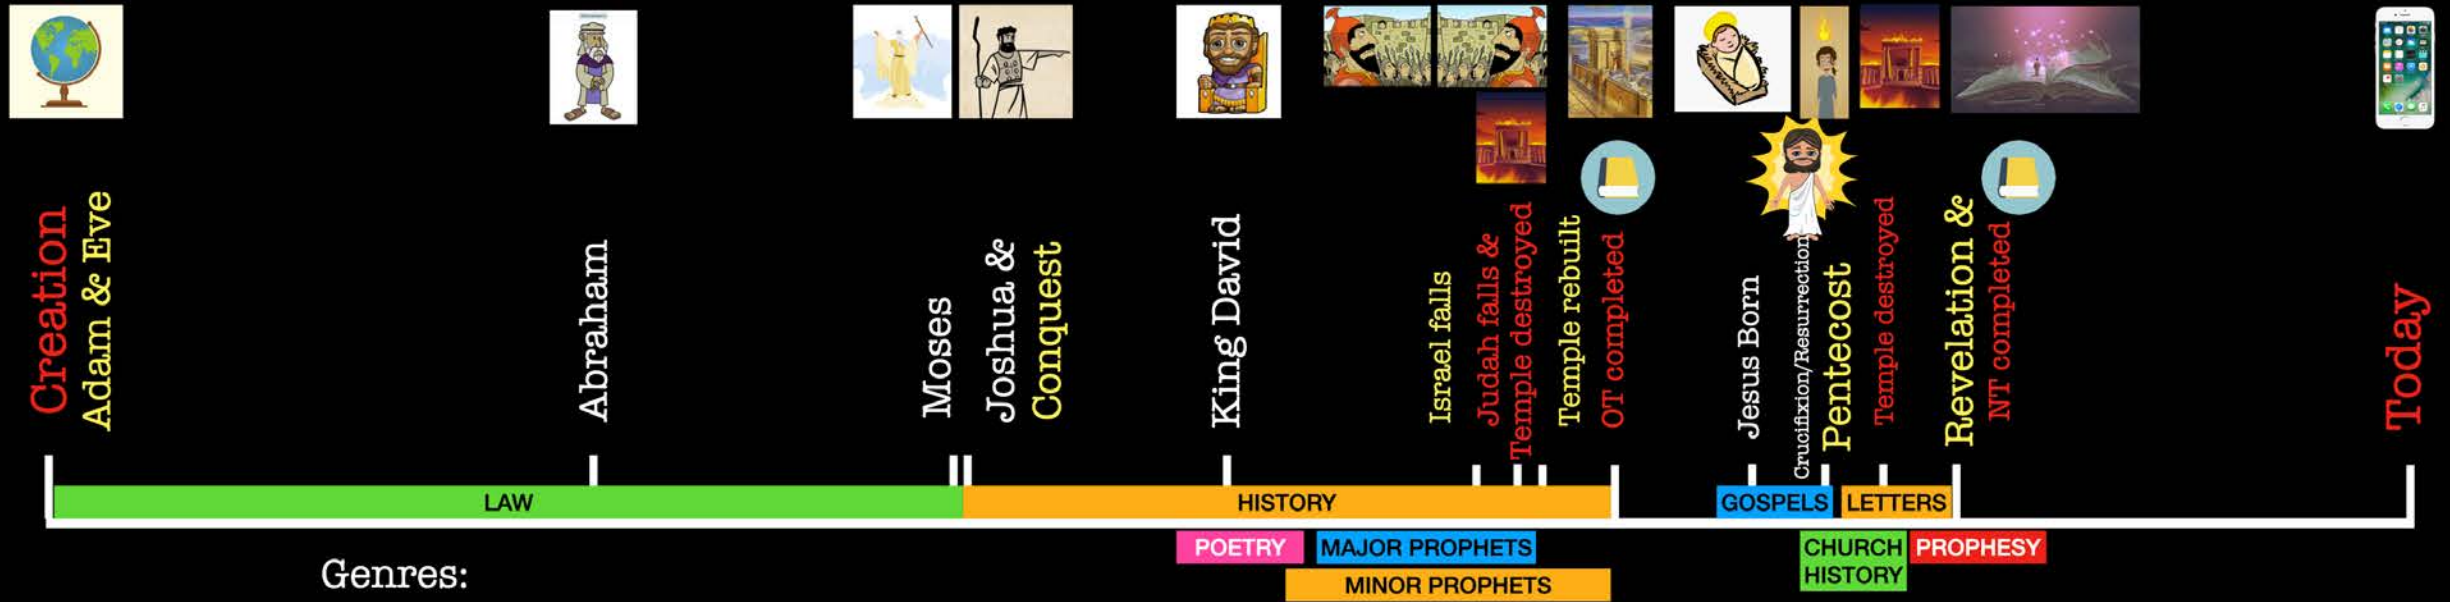 Creation
Adam & Eve
Abraham
Moses
Joshua &
Conquest
King David
Israel falls
Judah falls &
Temple destroyed
Temple rebuilt
OT completed
Jesus Born
Crucifixion/Resurrection
Pentecost
Temple destroyed
Revelation &
NT completed
Today
LAW
HISTORY
GOSPELS
LETTERS
POETRY
MAJOR PROPHETS
CHURCH
HISTORY
PROPHESY
Genres:
MINOR PROPHETS